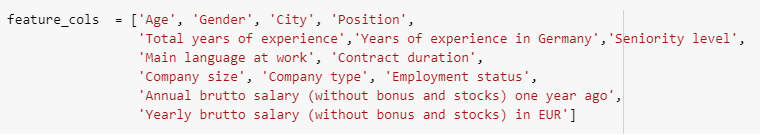 feature_cols  = ['Age', 'Gender', 'City', 'Position',
'Total years of experience','Years of experience in Germany','Seniority level',
'Main language at work', 'Contract duration',
'Company size', 'Company type', 'Employment status',
'Annual brutto salary (without bonus and stocks) one year ago',
'Yearly brutto salary (without bonus and stocks) in EUR']